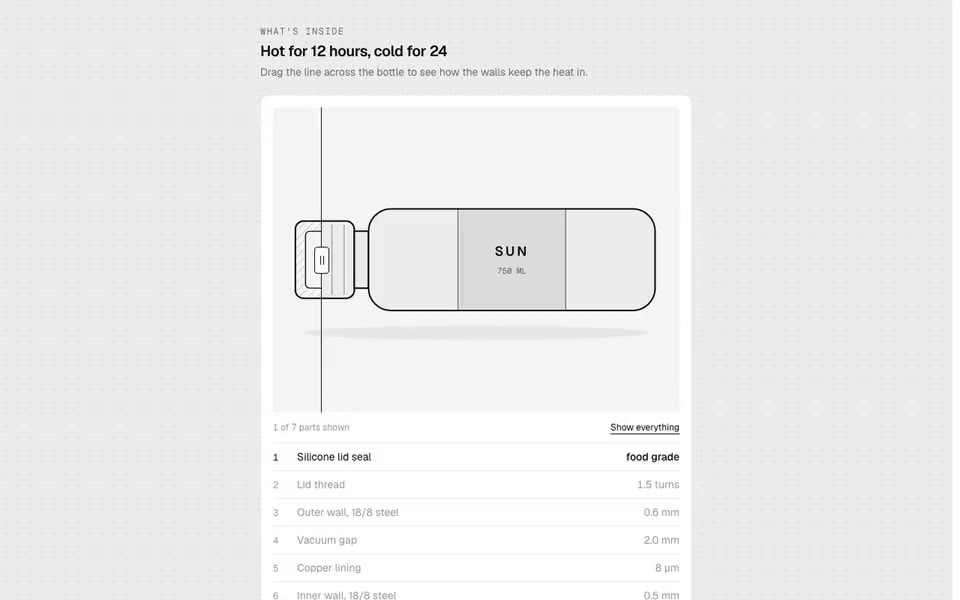 WHAT'S INSIDE
Hot for 12 hours, cold for 24
Drag the line across the bottle to see how the walls keep the heat in.
SUN
750 ML
1 of 7 parts shown Show everything
1 Silicone lid seal food grade
2 Lid thread 1.5 turns
3 Outer wall, 18/8 steel 0.6 mm
4 Vacuum gap 2.0 mm
5 Copper lining 8 µm
6 Inner wall, 18/8 steel 0.5 mm